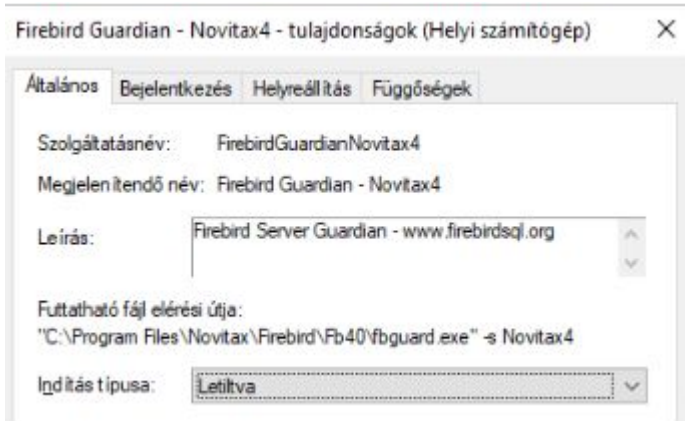 Firebird Guardian - Novitax4 - tulajdonságok (Helyi számítógép)
Általános Bejelentkezés Helyreállítás Függőségek
Szolgáltatásnév: FirebirdGuardianNovitax4
Megjelenítendő név: Firebird Guardian - Novitax4
Leírás: Firebird Server Guardian - www.firebirdsql.org
Futtatható fájl elérési útja:
"C:\Program Files\Novitax\Firebird\Fb40\fbguard.exe" -s Novitax4
Indítás típusa: Letiltva